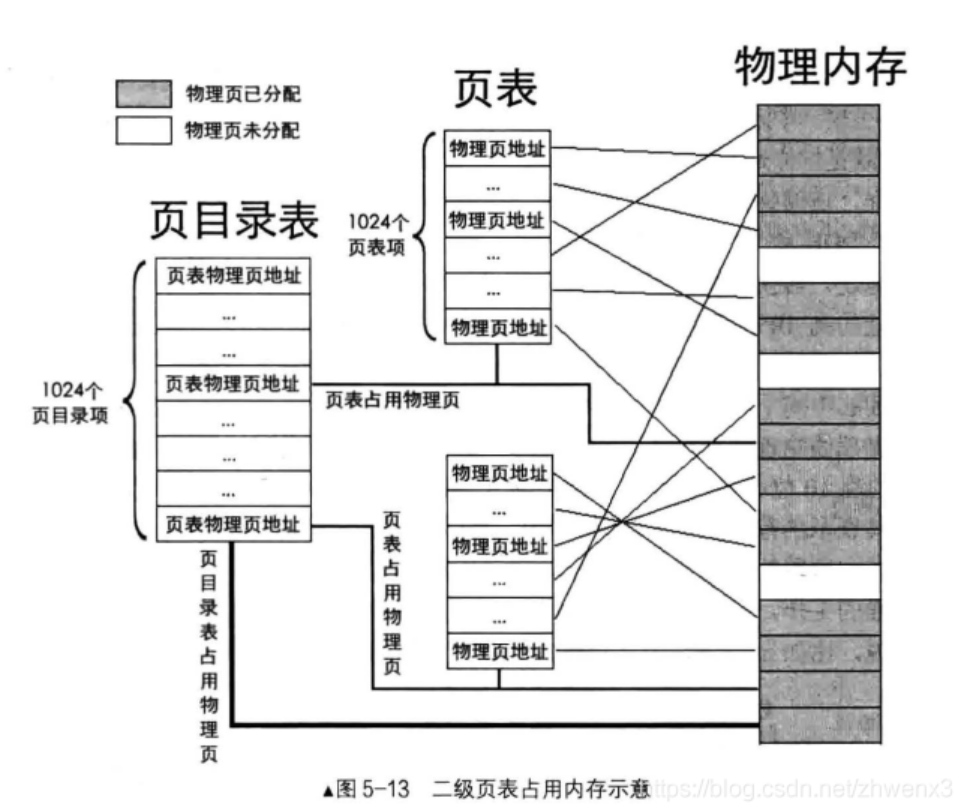 物理内存
页表
物理页已分配
物理页未分配
页目录表
1024个
页表项
物理页地址
...
物理页地址
...
...
物理页地址
1024个
页目录项
页表物理页地址
...
...
页表物理页地址
...
...
...
页表物理页地址
页表占用物理页
物理页地址
...
物理页地址
...
...
物理页地址
页表占用物理页
页目录表占用物理页
▲图 5-13 二级页表占用内存示意
https://blog.csdn.net/zhwenx3